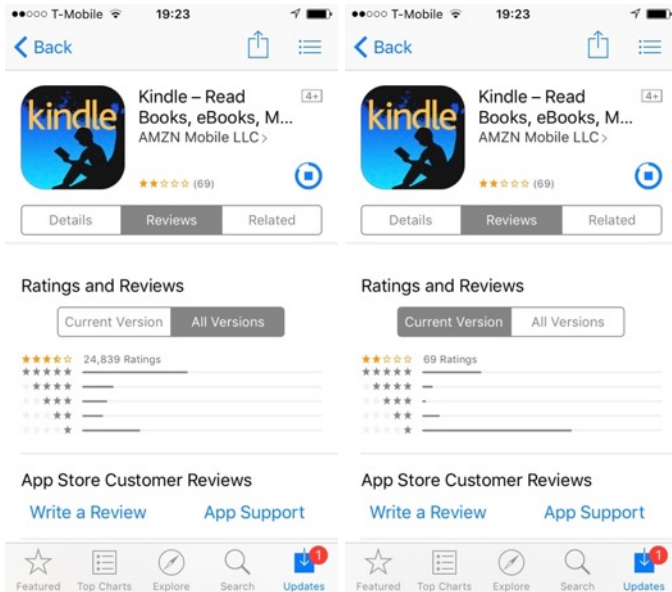 T-Mobile 19:23
Back
kindle
Kindle – Read
Books, eBooks, M...
4+
AMZN Mobile LLC >
(69)
Details Reviews Related
Ratings and Reviews
Current Version All Versions
24,839 Ratings
App Store Customer Reviews
Write a Review App Support
1
Featured Top Charts Explore Search Updates
T-Mobile 19:23
Back
kindle
Kindle – Read
Books, eBooks, M...
4+
AMZN Mobile LLC >
(69)
Details Reviews Related
Ratings and Reviews
Current Version All Versions
69 Ratings
App Store Customer Reviews
Write a Review App Support
1
Featured Top Charts Explore Search Updates